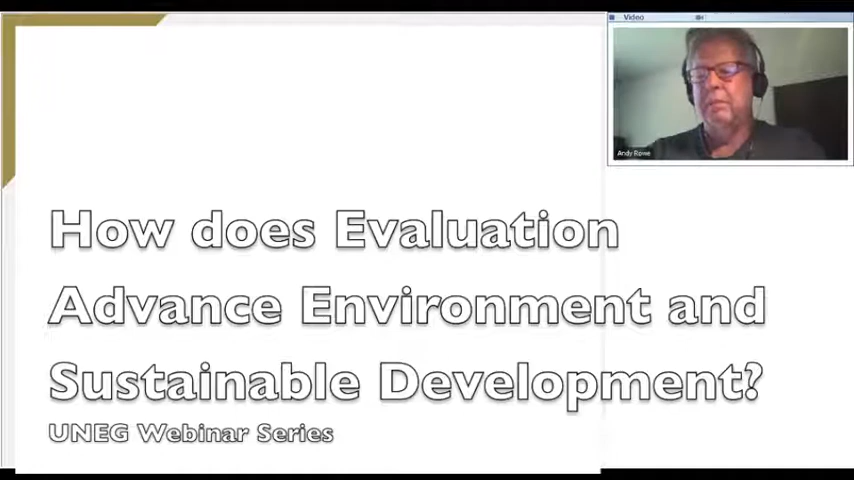 Video
Andy Rowe
How does Evaluation
Advance Environment and
Sustainable Development?
UNEG Webinar Series